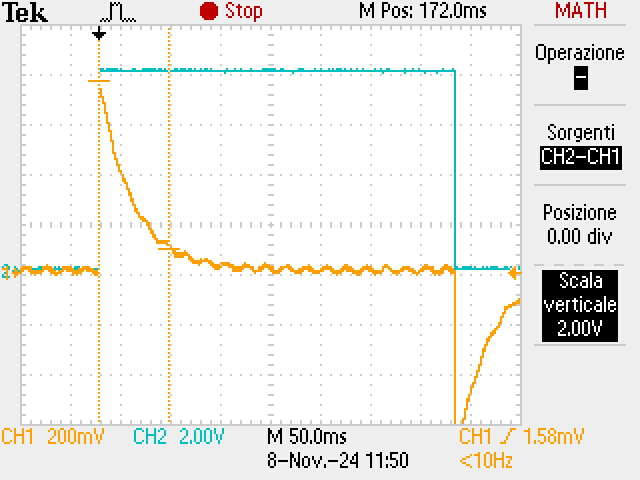 Tek Stop M Pos: 172.0ms MATH
Operazione
–
Sorgenti
CH2–CH1
Posizione
0.00 div
Scala
verticale
2.00V
2
CH1 200mV CH2 2.00V M 50.0ms CH1 1.58mV
8-Nov.-24 11:50 <10Hz